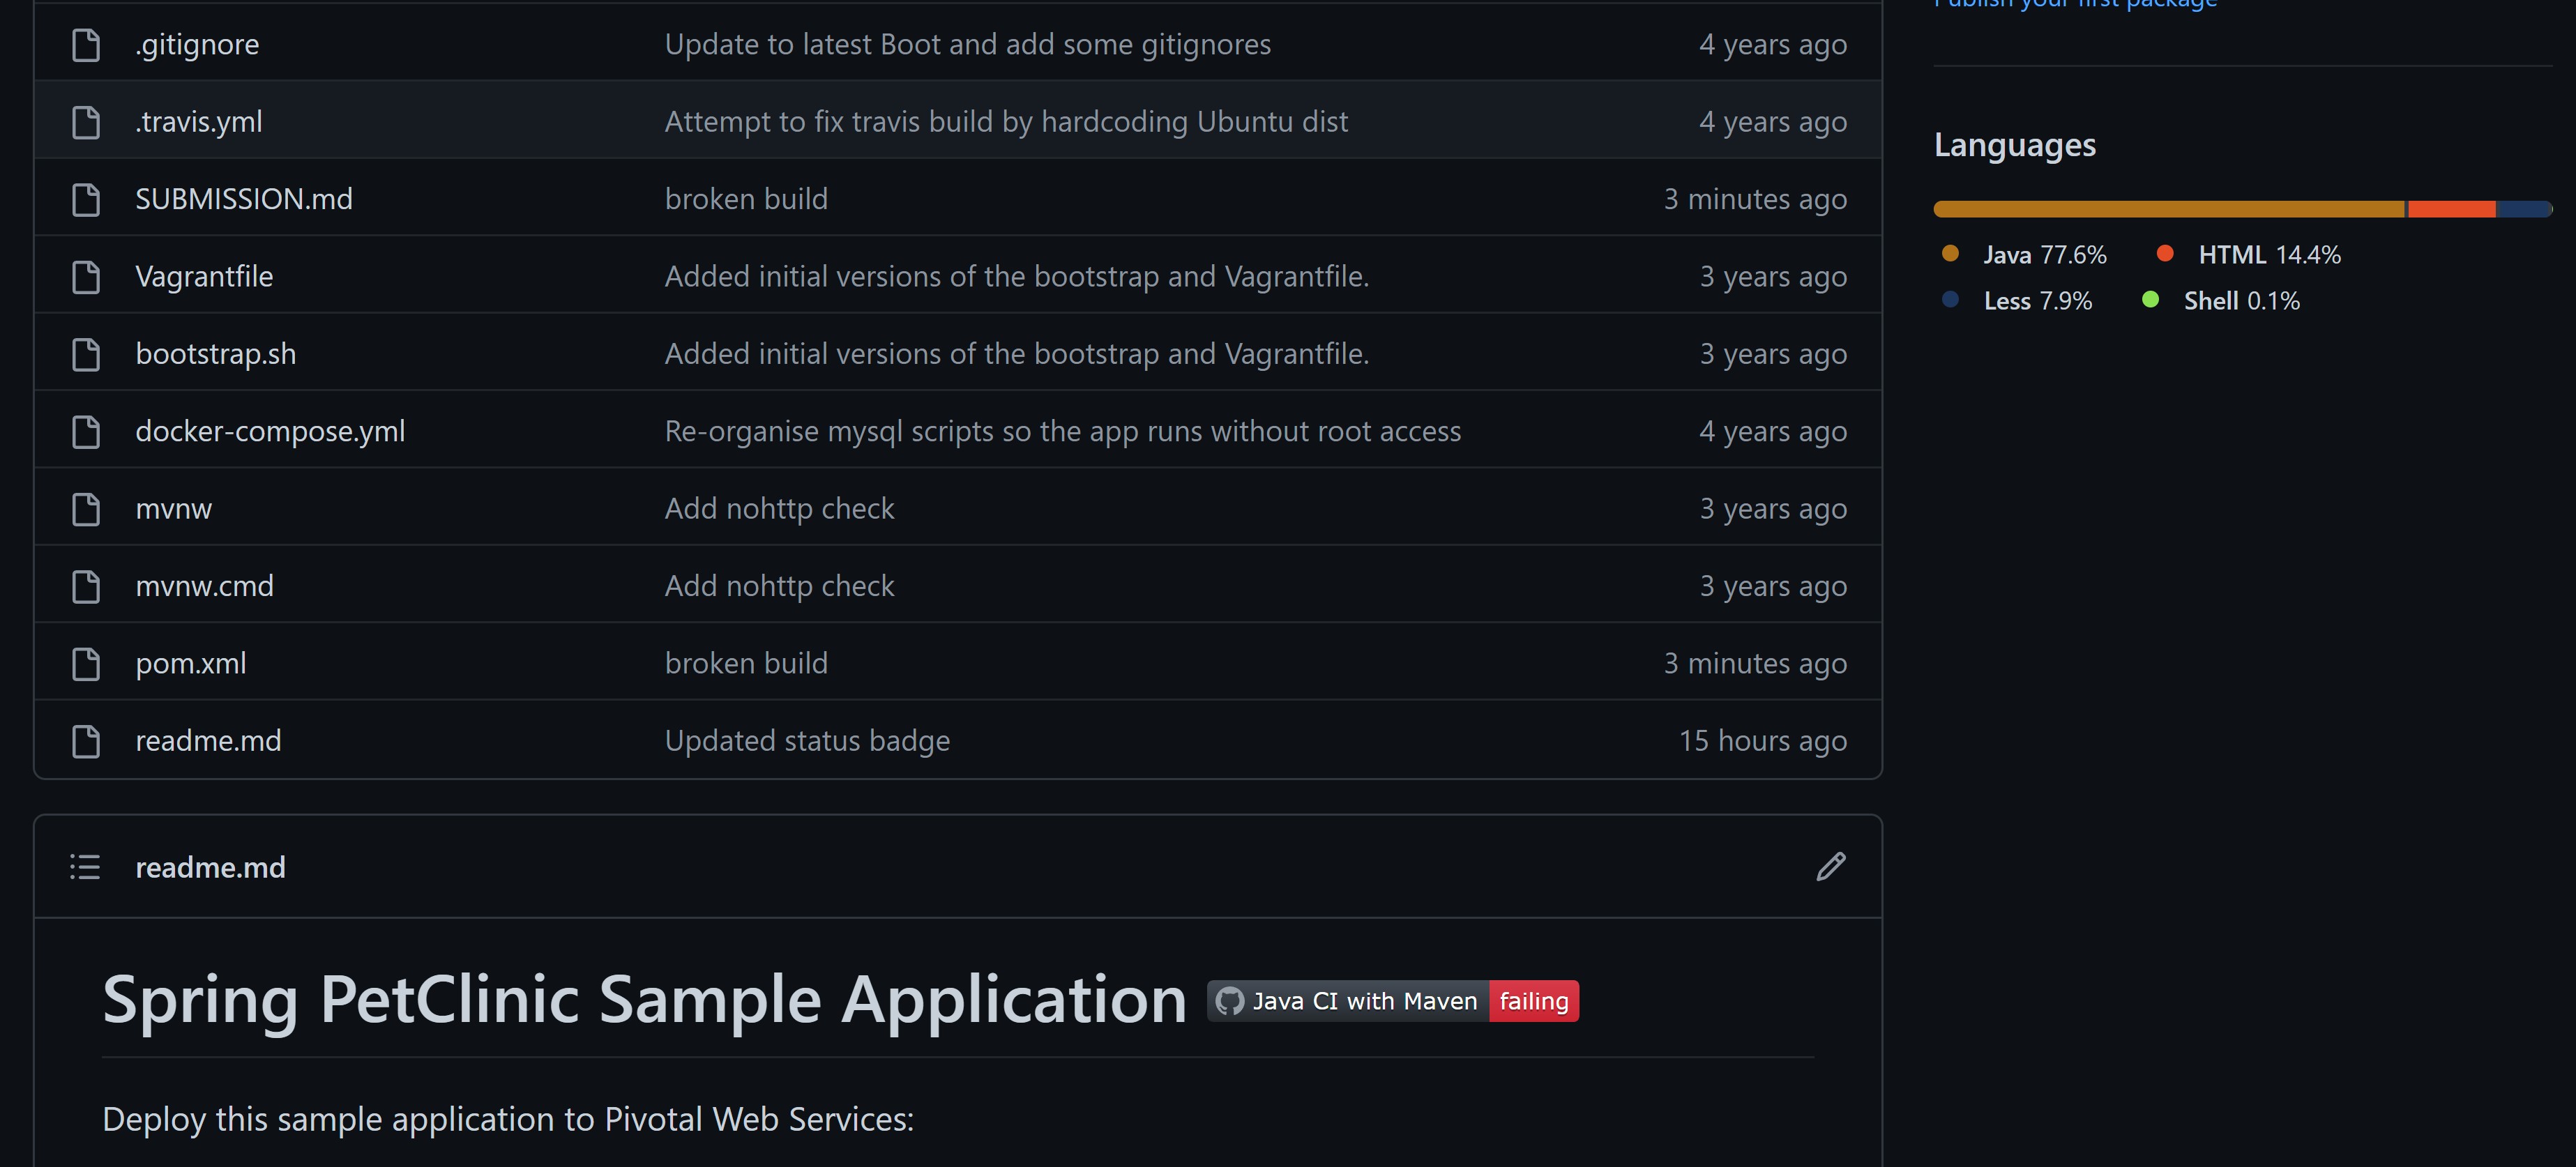 Publish your first package
.gitignore Update to latest Boot and add some gitignores 4 years ago
.travis.yml Attempt to fix travis build by hardcoding Ubuntu dist 4 years ago
SUBMISSION.md broken build 3 minutes ago
Vagrantfile Added initial versions of the bootstrap and Vagrantfile. 3 years ago
bootstrap.sh Added initial versions of the bootstrap and Vagrantfile. 3 years ago
docker-compose.yml Re-organise mysql scripts so the app runs without root access 4 years ago
mvnw Add nohttp check 3 years ago
mvnw.cmd Add nohttp check 3 years ago
pom.xml broken build 3 minutes ago
readme.md Updated status badge 15 hours ago
Languages
Java 77.6% HTML 14.4%
Less 7.9% Shell 0.1%
readme.md
Spring PetClinic Sample Application Java CI with Maven failing
Deploy this sample application to Pivotal Web Services: